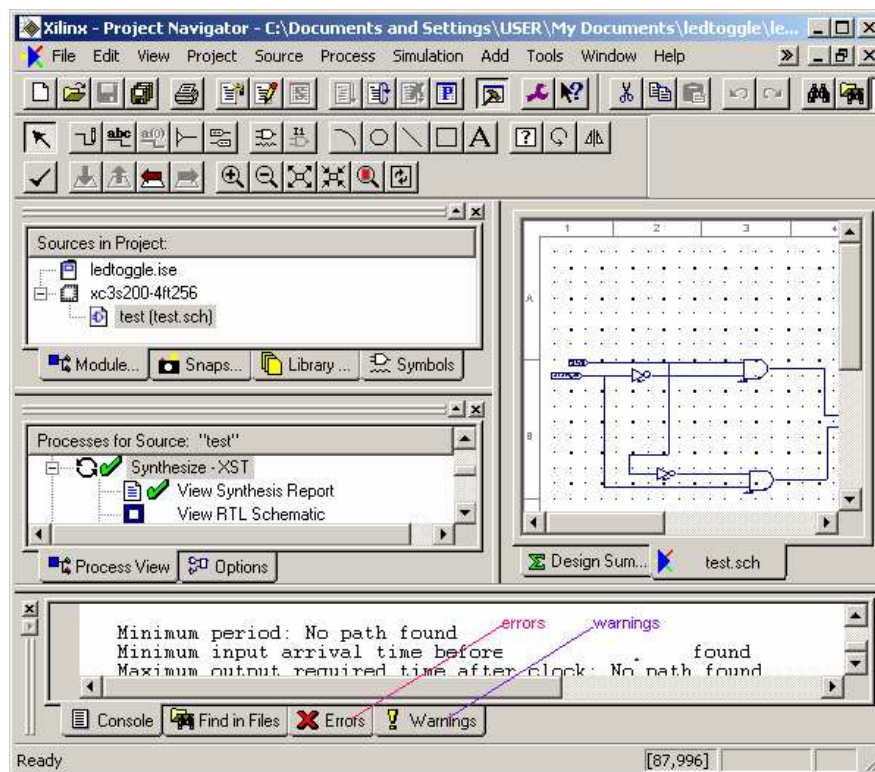 Xilinx - Project Navigator - C:\Documents and Settings\USER\My Documents\ledtoggle\le...
File Edit View Project Source Process Simulation Add Tools Window Help
Sources in Project:
ledtoggle.ise
xc3s200-4ft256
test (test.sch)
Module... Snaps... Library ... Symbols
Processes for Source: "test"
Synthesize - XST
View Synthesis Report
View RTL Schematic
Process View Options
1 2 3 4
A
B
Design Sum... test.sch
errors warnings
Minimum period: No path found
Minimum input arrival time before found
Maximum output required time after clock: No path found
Console Find in Files Errors Warnings
Ready [87,996]